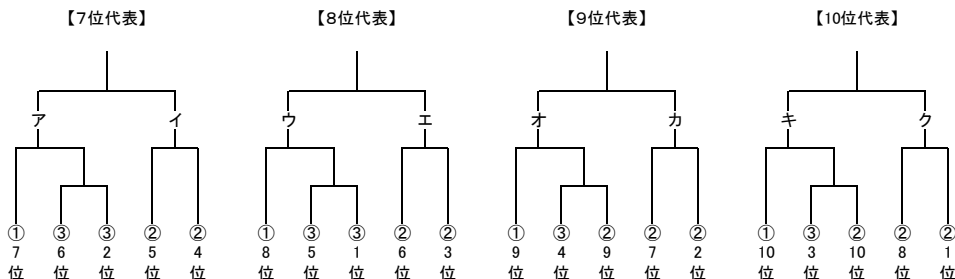 【7位代表】 【8位代表】 【9位代表】 【10位代表】
ア イ ウ エ オ カ キ ク
① ③ ③ ② ② ① ③ ③ ② ② ① ③ ② ② ② ① ③ ② ② ②
7 6 2 5 4 8 5 1 6 3 9 4 9 7 2 10 3 10 8 1
位 位 位 位 位 位 位 位 位 位 位 位 位 位 位 位 位 位 位 位